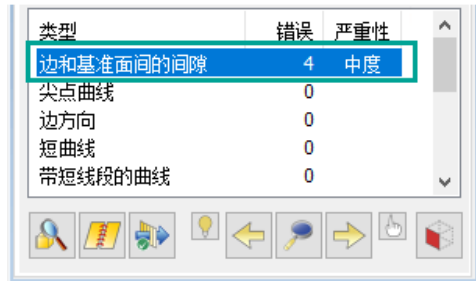 类型 错误 严重性
边和基准面间的间隙 4 中度
尖点曲线 0
边方向 0
短曲线 0
带短线段的曲线 0